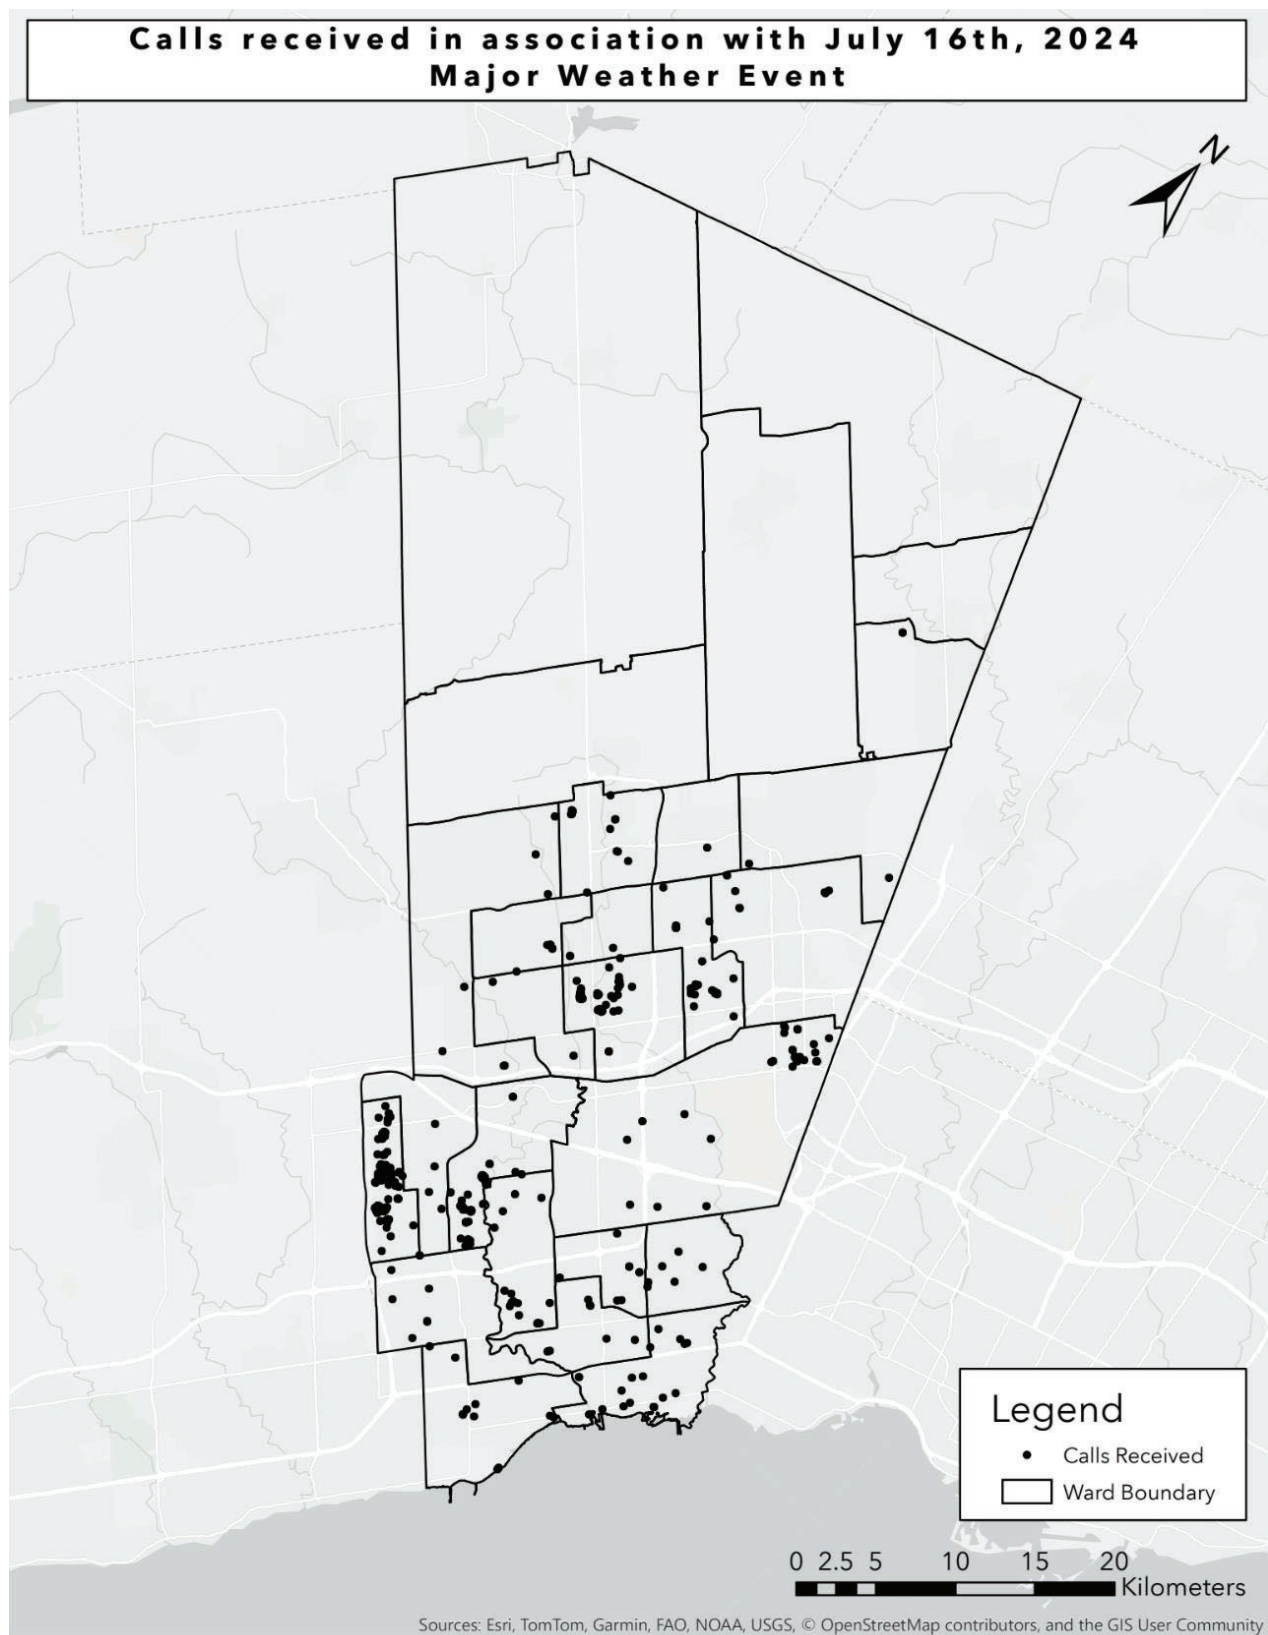 Calls received in association with July 16th, 2024
Major Weather Event
N
Legend
Calls Received
Ward Boundary
0 2.5 5 10 15 20
Kilometers
Sources: Esri, TomTom, Garmin, FAO, NOAA, USGS, © OpenStreetMap contributors, and the GIS User Community